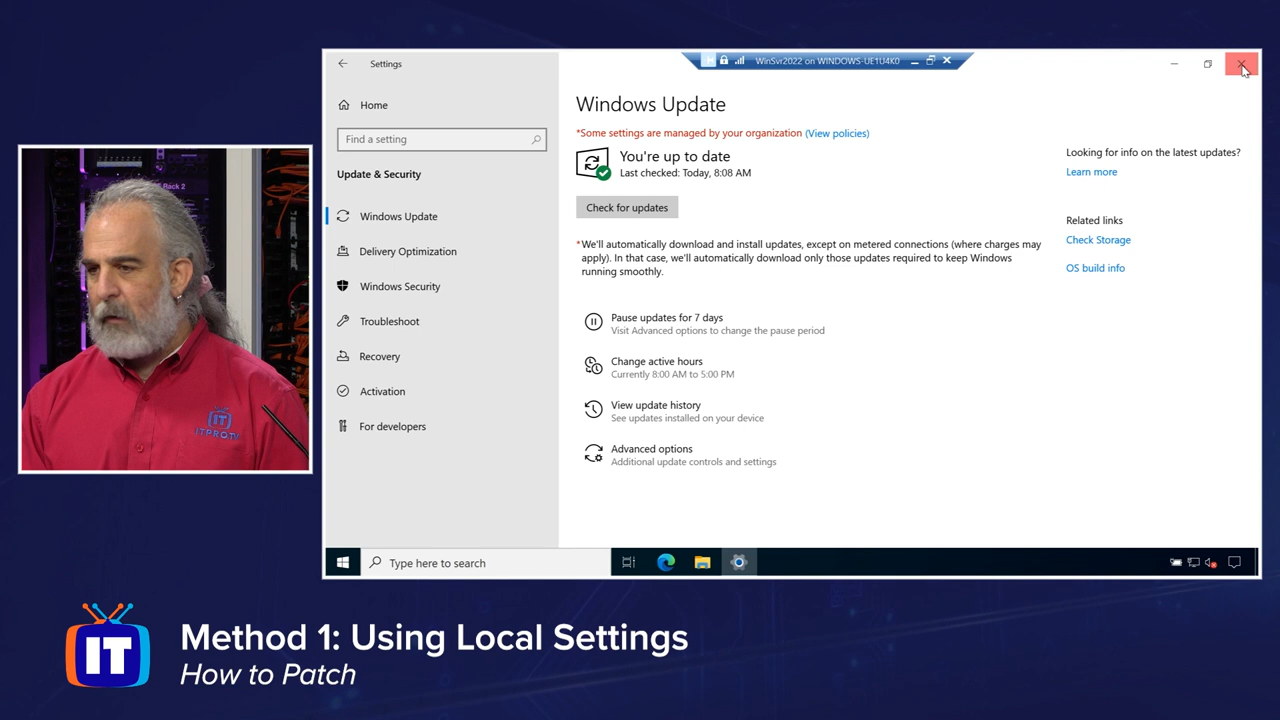 Settings
WinSvr2022 on WINDOWS-UE1U4K0
Home
Find a setting
Update & Security
Windows Update
Delivery Optimization
Windows Security
Troubleshoot
Recovery
Activation
For developers
Windows Update
*Some settings are managed by your organization (View policies)
You're up to date
Last checked: Today, 8:08 AM
Check for updates
*We'll automatically download and install updates, except on metered connections (where charges may
apply). In that case, we'll automatically download only those updates required to keep Windows
running smoothly.
Pause updates for 7 days
Visit Advanced options to change the pause period
Change active hours
Currently 8:00 AM to 5:00 PM
View update history
See updates installed on your device
Advanced options
Additional update controls and settings
Looking for info on the latest updates?
Learn more
Related links
Check Storage
OS build info
Type here to search
Rack 2
IT
ITPROTV
IT
Method 1: Using Local Settings
How to Patch